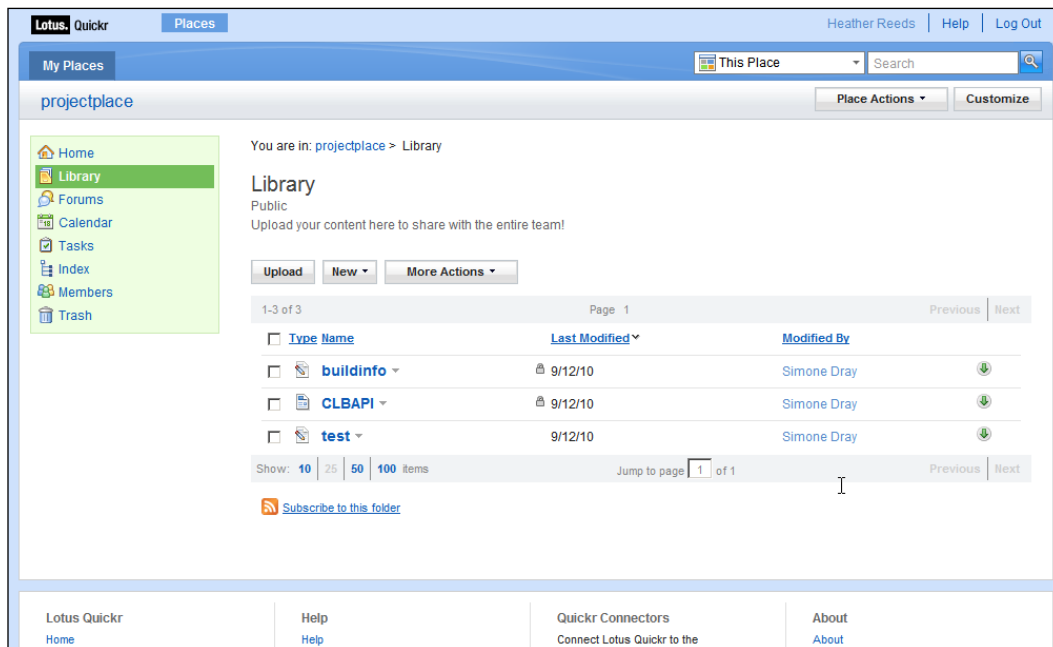 Lotus. Quickr Places Heather Reeds Help Log Out
My Places This Place Search
projectplace Place Actions Customize
Home
Library
Forums
18 Calendar
Tasks
Index
Members
Trash
You are in: projectplace > Library
Library
Public
Upload your content here to share with the entire team!
Upload New More Actions
1-3 of 3 Page 1 Previous Next
Type Name Last Modified Modified By
buildinfo 9/12/10 Simone Dray
CLBAPI 9/12/10 Simone Dray
test 9/12/10 Simone Dray
Show: 10 25 50 100 items Jump to page 1 of 1 Previous Next
Subscribe to this folder
Lotus Quickr Help Quickr Connectors About
Home Help Connect Lotus Quickr to the About